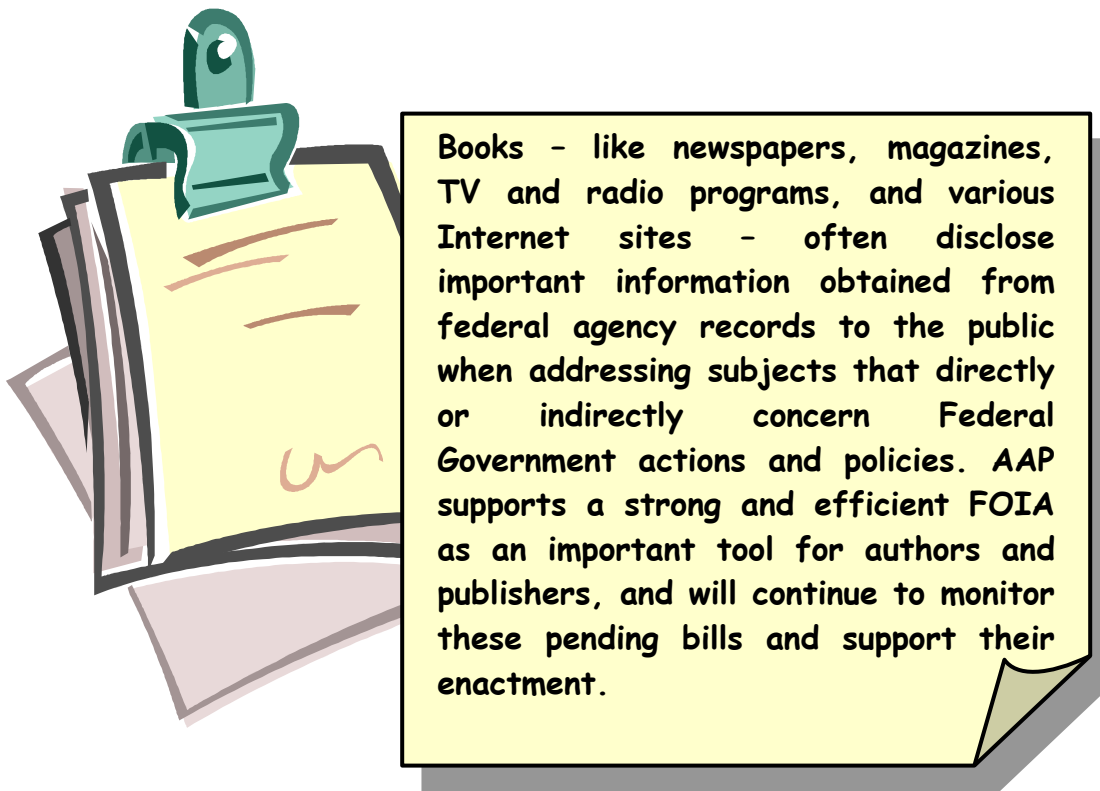 Books – like newspapers, magazines,
TV and radio programs, and various
Internet sites – often disclose
important information obtained from
federal agency records to the public
when addressing subjects that directly
or indirectly concern Federal
Government actions and policies. AAP
supports a strong and efficient FOIA
as an important tool for authors and
publishers, and will continue to monitor
these pending bills and support their
enactment.